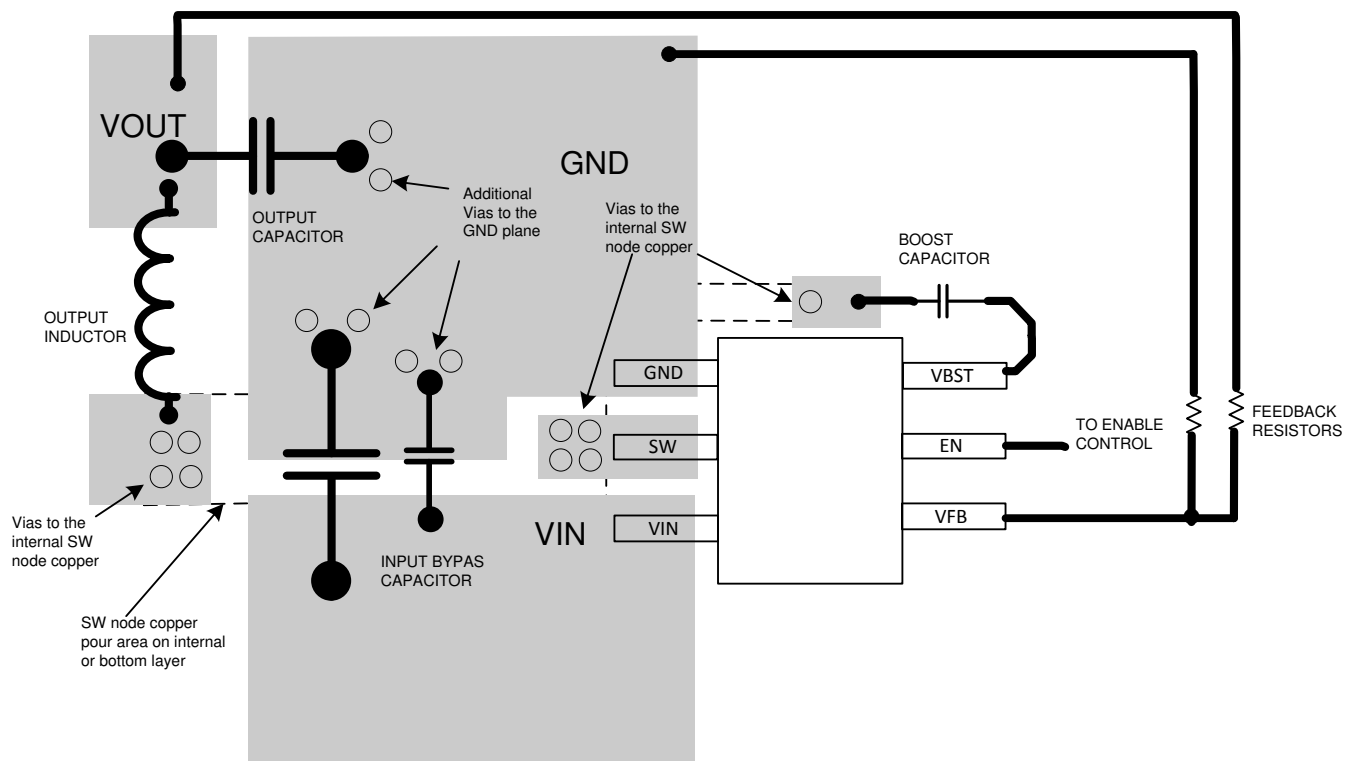 VOUT
GND
OUTPUT
CAPACITOR
Additional
Vias to the
GND plane
Vias to the
internal SW
node copper
BOOST
CAPACITOR
OUTPUT
INDUCTOR
GND
VBST
SW
EN
TO ENABLE
CONTROL
FEEDBACK
RESISTORS
VIN
VIN
VFB
Vias to the
internal SW
node copper
INPUT BYPAS
CAPACITOR
SW node copper
pour area on internal
or bottom layer